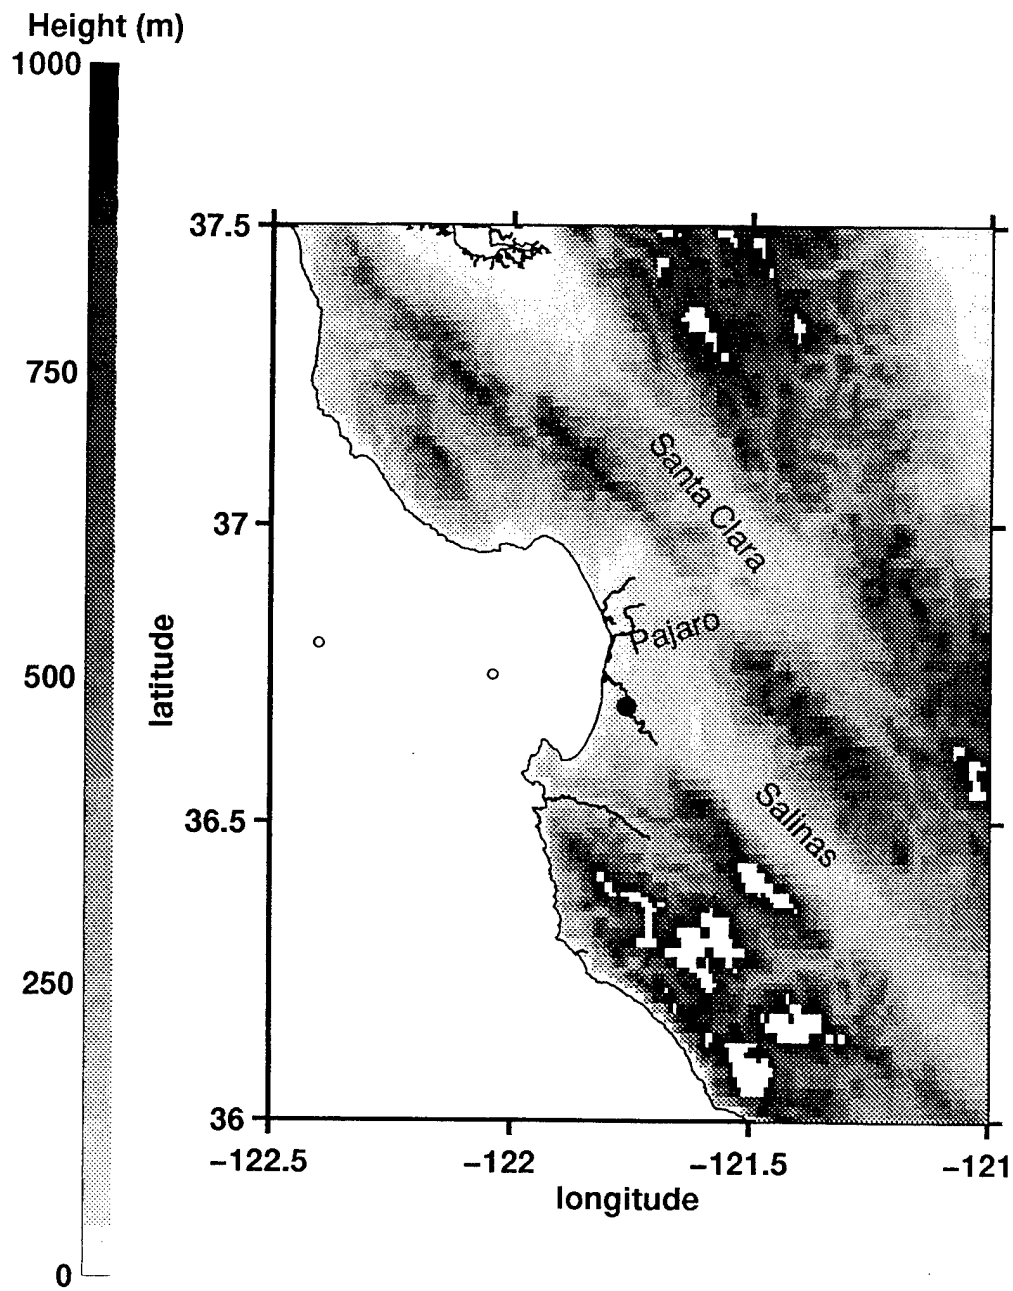 Height (m)
1000
750
500
250
0
37.5
37
36.5
36
latitude
Santa Clara
Pajaro
Salinas
−122.5
−122
−121.5
−121
longitude